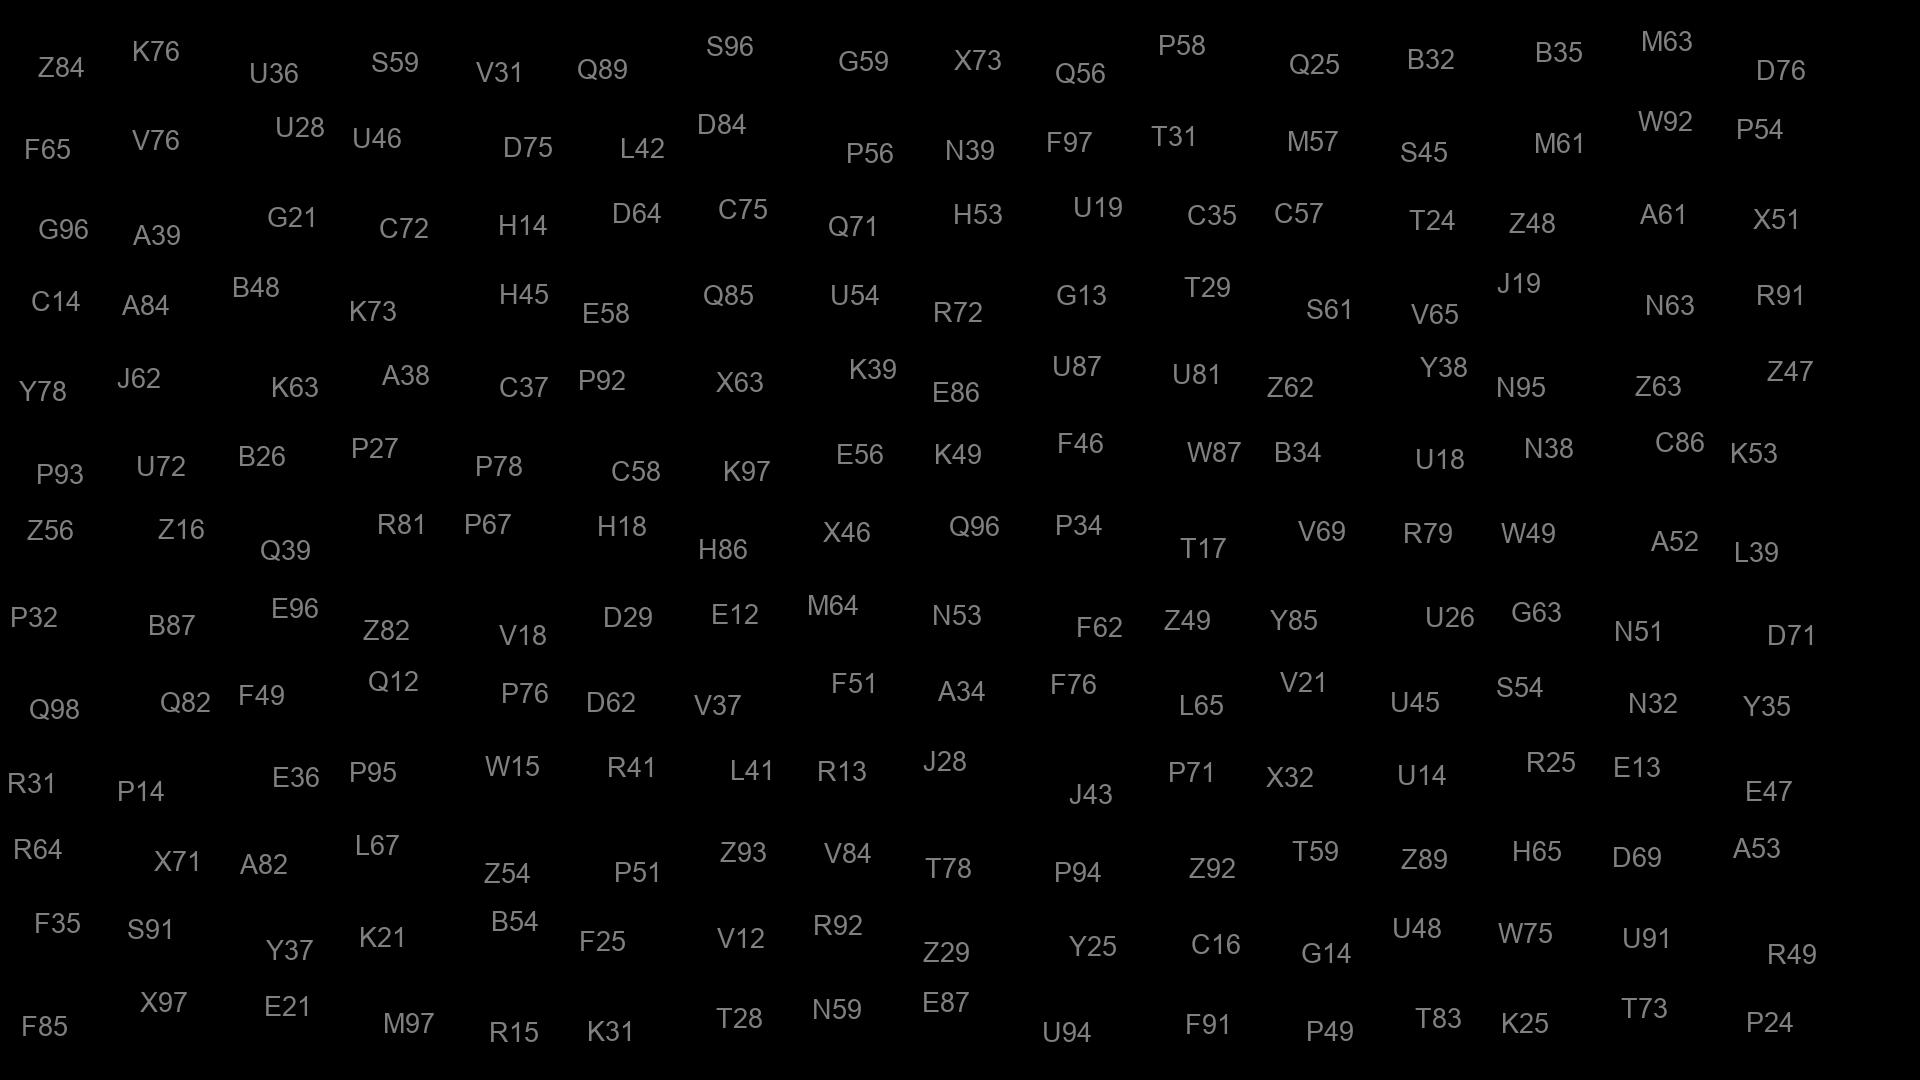 Z84 K76 U36 S59 V31 Q89 S96 G59 X73 Q56 P58 Q25 B32 B35 M63 D76
F65 V76 U28 U46 D75 L42 D84 P56 N39 F97 T31 M57 S45 M61 W92 P54
G96 A39 G21 C72 H14 D64 C75 Q71 H53 U19 C35 C57 T24 Z48 A61 X51
C14 A84 B48 K73 H45 E58 Q85 U54 R72 G13 T29 S61 V65 J19 N63 R91
Y78 J62 K63 A38 C37 P92 X63 K39 E86 U87 U81 Z62 Y38 N95 Z63 Z47
P93 U72 B26 P27 P78 C58 K97 E56 K49 F46 W87 B34 U18 N38 C86 K53
Z56 Z16 Q39 R81 P67 H18 H86 X46 Q96 P34 T17 V69 R79 W49 A52 L39
P32 B87 E96 Z82 V18 D29 E12 M64 N53 F62 Z49 Y85 U26 G63 N51 D71
Q98 Q82 F49 Q12 P76 D62 V37 F51 A34 F76 L65 V21 U45 S54 N32 Y35
R31 P14 E36 P95 W15 R41 L41 R13 J28 J43 P71 X32 U14 R25 E13 E47
R64 X71 A82 L67 Z54 P51 Z93 V84 T78 P94 Z92 T59 Z89 H65 D69 A53
F35 S91 Y37 K21 B54 F25 V12 R92 Z29 Y25 C16 G14 U48 W75 U91 R49
F85 X97 E21 M97 R15 K31 T28 N59 E87 U94 F91 P49 T83 K25 T73 P24